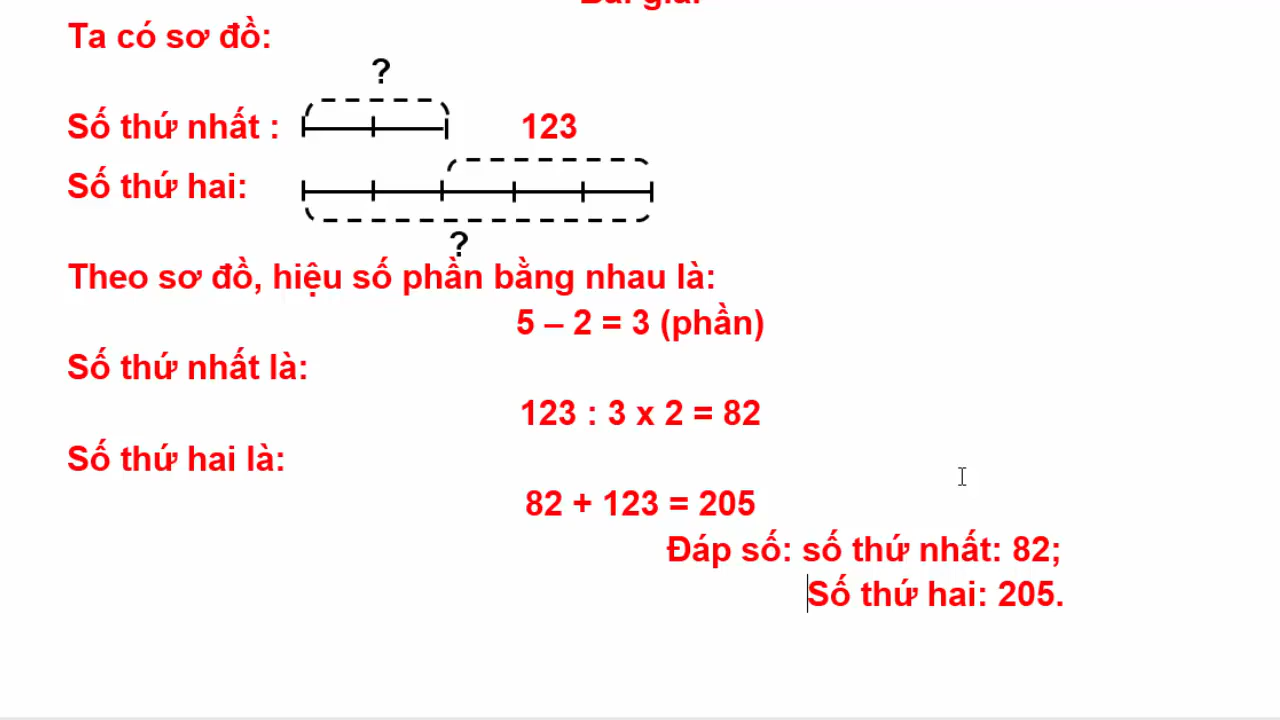 Ta có sơ đồ:
?
Số thứ nhất :
123
Số thứ hai:
?
Theo sơ đồ, hiệu số phần bằng nhau là:
5 – 2 = 3 (phần)
Số thứ nhất là:
123 : 3 x 2 = 82
Số thứ hai là:
82 + 123 = 205
Đáp số: số thứ nhất: 82;
Số thứ hai: 205.